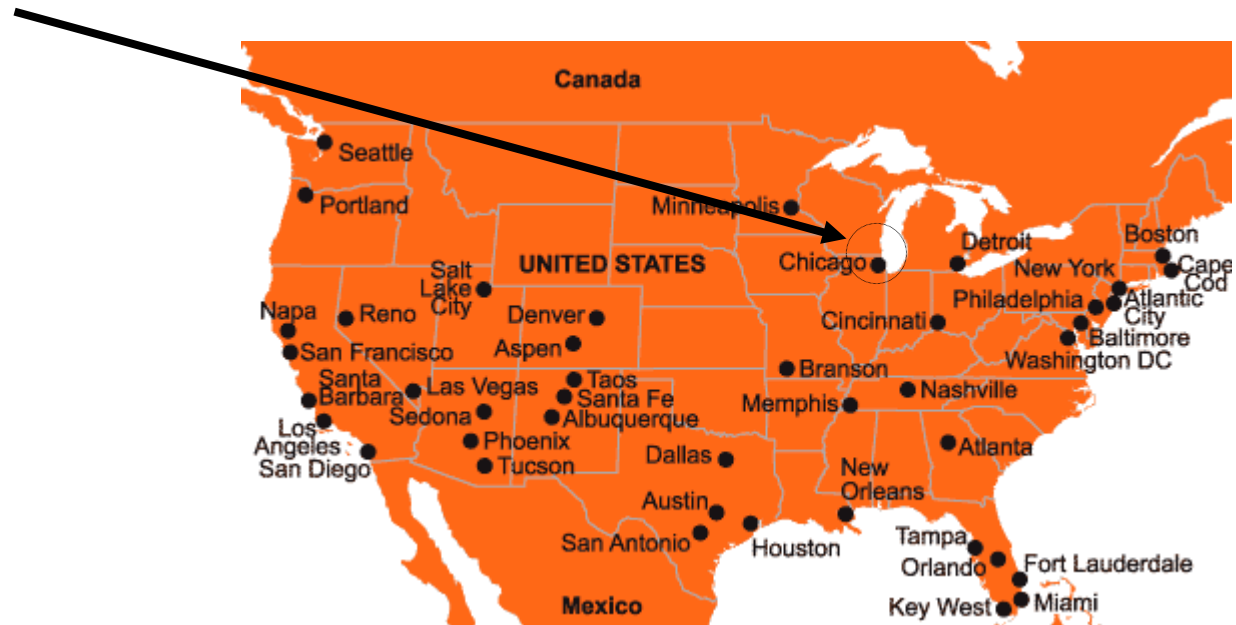 Canada
Seattle
Portland
Minneapolis
Chicago
Detroit
Boston
Cape
Cod
New York
UNITED STATES
Salt
Lake
City
Napa
Reno
Denver
Cincinnati
Philadelphia
Atlantic
City
Baltimore
Washington DC
San Francisco
Aspen
Branson
Santa
Barbara
Las Vegas
Taos
Santa Fe
Nashville
Sedona
Albuquerque
Memphis
Los
Angeles
Phoenix
Atlanta
San Diego
Tucson
Dallas
New
Orleans
Austin
San Antonio
Houston
Tampa
Orlando
Fort Lauderdale
Key West
Miami
Mexico